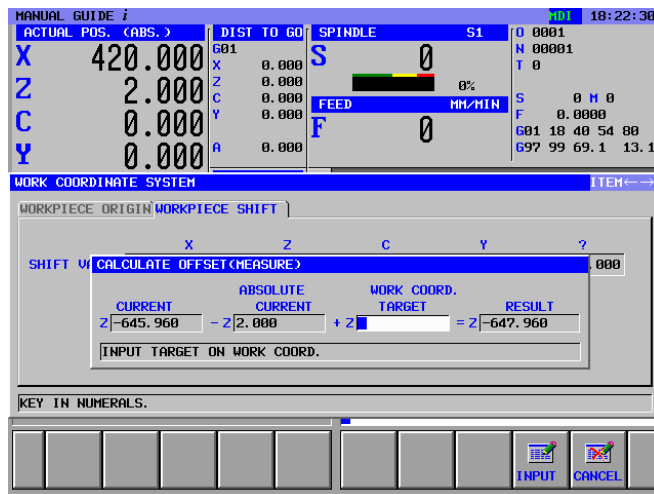 MANUAL GUIDE i MDI 18:22:30
ACTUAL POS. (ABS.) DIST TO GO SPINDLE S1 O 0001
X 420.000 G01 S 0 N 00001
X 0.000 T 0
Z 2.000 Z 0.000 0%
C 0.000 S 0 M 0
C 0.000 Y 0.000 FEED MM/MIN F 0.0000
F 0 G01 18 40 54 80
Y 0.000 A 0.000 G97 99 69.1 13.1
WORK COORDINATE SYSTEM ITEM←→
WORKPIECE ORIGIN WORKPIECE SHIFT
X Z C Y ?
SHIFT .000
CALCULATE OFFSET(MEASURE)
ABSOLUTE WORK COORD.
CURRENT CURRENT TARGET RESULT
Z -645.960 - Z 2.000 + Z = Z -647.960
INPUT TARGET ON WORK COORD.
KEY IN NUMERALS.
INPUT CANCEL